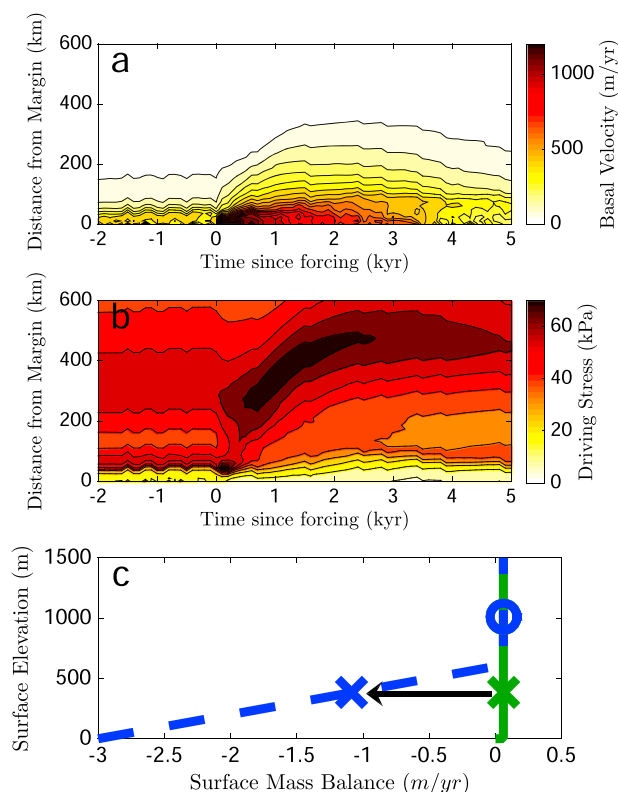 a
600
400
200
0
Distance from Margin (km)
-2 -1 0 1 2 3 4 5
Time since forcing (kyr)
1000
500
0
Basal Velocity (m/yr)
b
600
400
200
0
Distance from Margin (km)
-2 -1 0 1 2 3 4 5
Time since forcing (kyr)
60
40
20
0
Driving Stress (kPa)
c
1500
1000
500
0
Surface Elevation (m)
-3 -2.5 -2 -1.5 -1 -0.5 0 0.5
Surface Mass Balance (m/yr)